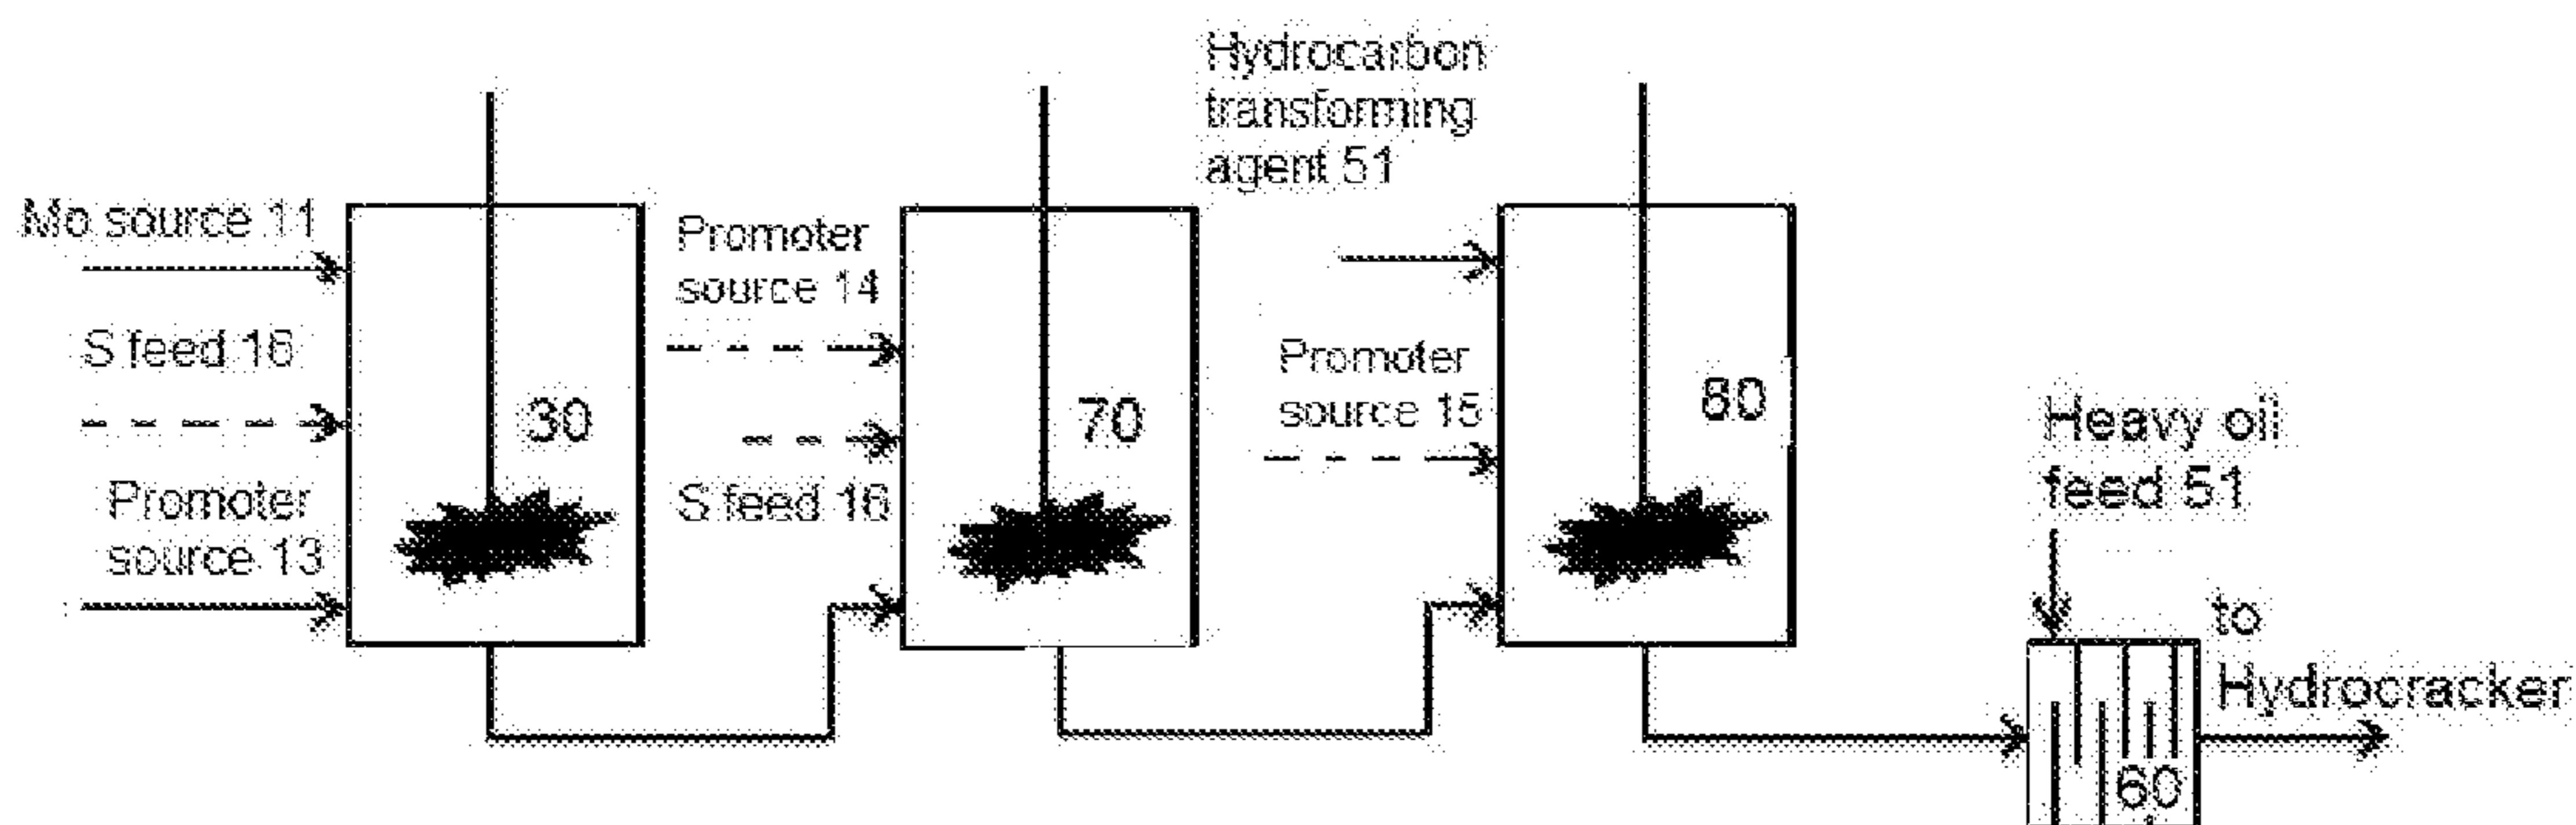 Mo source 11
S feed 16
Promoter
source 13
30
Promoter
source 14
S feed 16
70
Hydrocarbon
transforming
agent 51
Promoter
source 15
80
Heavy oil
feed 51
to
Hydrocracker
60